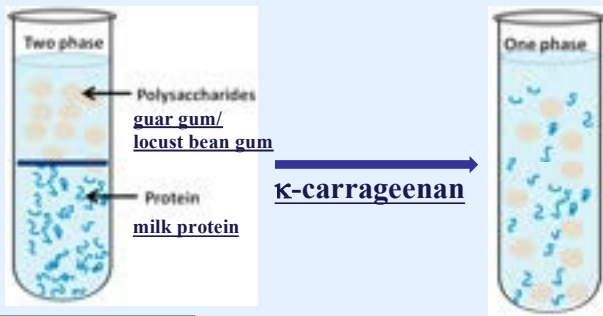 Two phase
Polysaccharides
guar gum/
locust bean gum
Protein
milk protein
κ-carrageenan
One phase